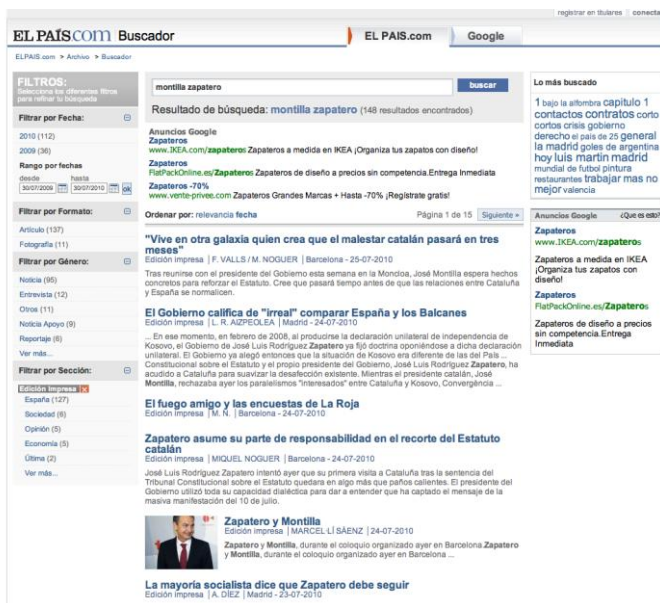 registrar en titulares | conecta
EL PAÍS.com Buscador
EL PAIS.com
Google
ELPAIS.com > Archivo > Buscador
FILTROS:
Selecciona los diferentes filtros
para refinar tu búsqueda
Filtrar por Fecha:
2010 (112)
2009 (36)
Rango por fechas
desde hasta
30/07/2009 30/07/2010 ok
Filtrar por Formato:
Artículo (137)
Fotografía (11)
Filtrar por Género:
Noticia (95)
Entrevista (12)
Otros (11)
Noticia Apoyo (9)
Reportaje (6)
Ver más...
Filtrar por Sección:
Edición Impresa x
España (127)
Sociedad (6)
Opinión (5)
Economía (5)
Última (2)
Ver más...
montilla zapatero
buscar
Resultado de búsqueda: montilla zapatero (148 resultados encontrados)
Anuncios Google
Zapateros
www.IKEA.com/zapateros Zapateros a medida en IKEA ¡Organiza tus zapatos con diseño!
Zapateros
FlatPackOnline.es/Zapateros Zapateros de diseño a precios sin competencia.Entrega Inmediata
Zapateros -70%
www.vente-privee.com Zapateros Grandes Marcas + Hasta -70% ¡Regístrate gratis!
Ordenar por: relevancia fecha
Página 1 de 15 Siguiente »
"Vive en otra galaxia quien crea que el malestar catalán pasará en tres
meses"
Edición impresa | F. VALLS / M. NOGUER | Barcelona - 25-07-2010
Tras reunirse con el presidente del Gobierno esta semana en la Moncloa, José Montilla espera hechos
concretos para reforzar el Estatuto. Cree que pasará tiempo antes de que las relaciones entre Cataluña
y España se normalicen.
El Gobierno califica de "irreal" comparar España y los Balcanes
Edición impresa | L. R. AIZPEOLEA | Madrid - 24-07-2010
... En ese momento, en febrero de 2008, al producirse la declaración unilateral de independencia de
Kosovo, el Gobierno de José Luis Rodríguez Zapatero ya fijó doctrina oponiéndose a dicha declaración
unilateral. El Gobierno ya alegó entonces que la situación de Kosovo era diferente de las del País ...
Constitucional sobre el Estatuto y el propio presidente del Gobierno, José Luis Rodríguez Zapatero, ha
acudido a Cataluña para suavizar la desafección existente. Mientras el presidente catalán, José
Montilla, rechazaba ayer los paralelismos "interesados" entre Cataluña y Kosovo, Convergència ...
El fuego amigo y las encuestas de La Roja
Edición impresa | M. N. | Barcelona - 24-07-2010
Zapatero asume su parte de responsabilidad en el recorte del Estatuto
catalán
Edición impresa | MIQUEL NOGUER | Barcelona - 24-07-2010
José Luis Rodríguez Zapatero intentó ayer que su primera visita a Cataluña tras la sentencia del
Tribunal Constitucional sobre el Estatuto quedara en algo más que paños calientes. El presidente del
Gobierno utilizó toda su capacidad dialéctica para dar a entender que ha captado el mensaje de la
masiva manifestación del 10 de julio.
Zapatero y Montilla
Edición impresa | MARCEL·LÍ SÀENZ | 24-07-2010
Zapatero y Montilla, durante el coloquio organizado ayer en Barcelona.Zapatero
y Montilla, durante el coloquio organizado ayer en Barcelona ...
La mayoría socialista dice que Zapatero debe seguir
Edición impresa | A. DÍEZ | Madrid - 23-07-2010
Lo más buscado
1 bajo la alfombra capitulo 1
contactos contratos corto
cortos crisis gobierno
derecho el pais de 25 general
la madrid goles de argentina
hoy luis martin madrid
mundial de futbol pintura
restaurantes trabajar mas no
mejor valencia
Anuncios Google ¿Que es esto?
Zapateros
www.IKEA.com/zapateros
Zapateros a medida en IKEA
¡Organiza tus zapatos con
diseño!
Zapateros
FlatPackOnline.es/Zapateros
Zapateros de diseño a precios
sin competencia.Entrega
Inmediata